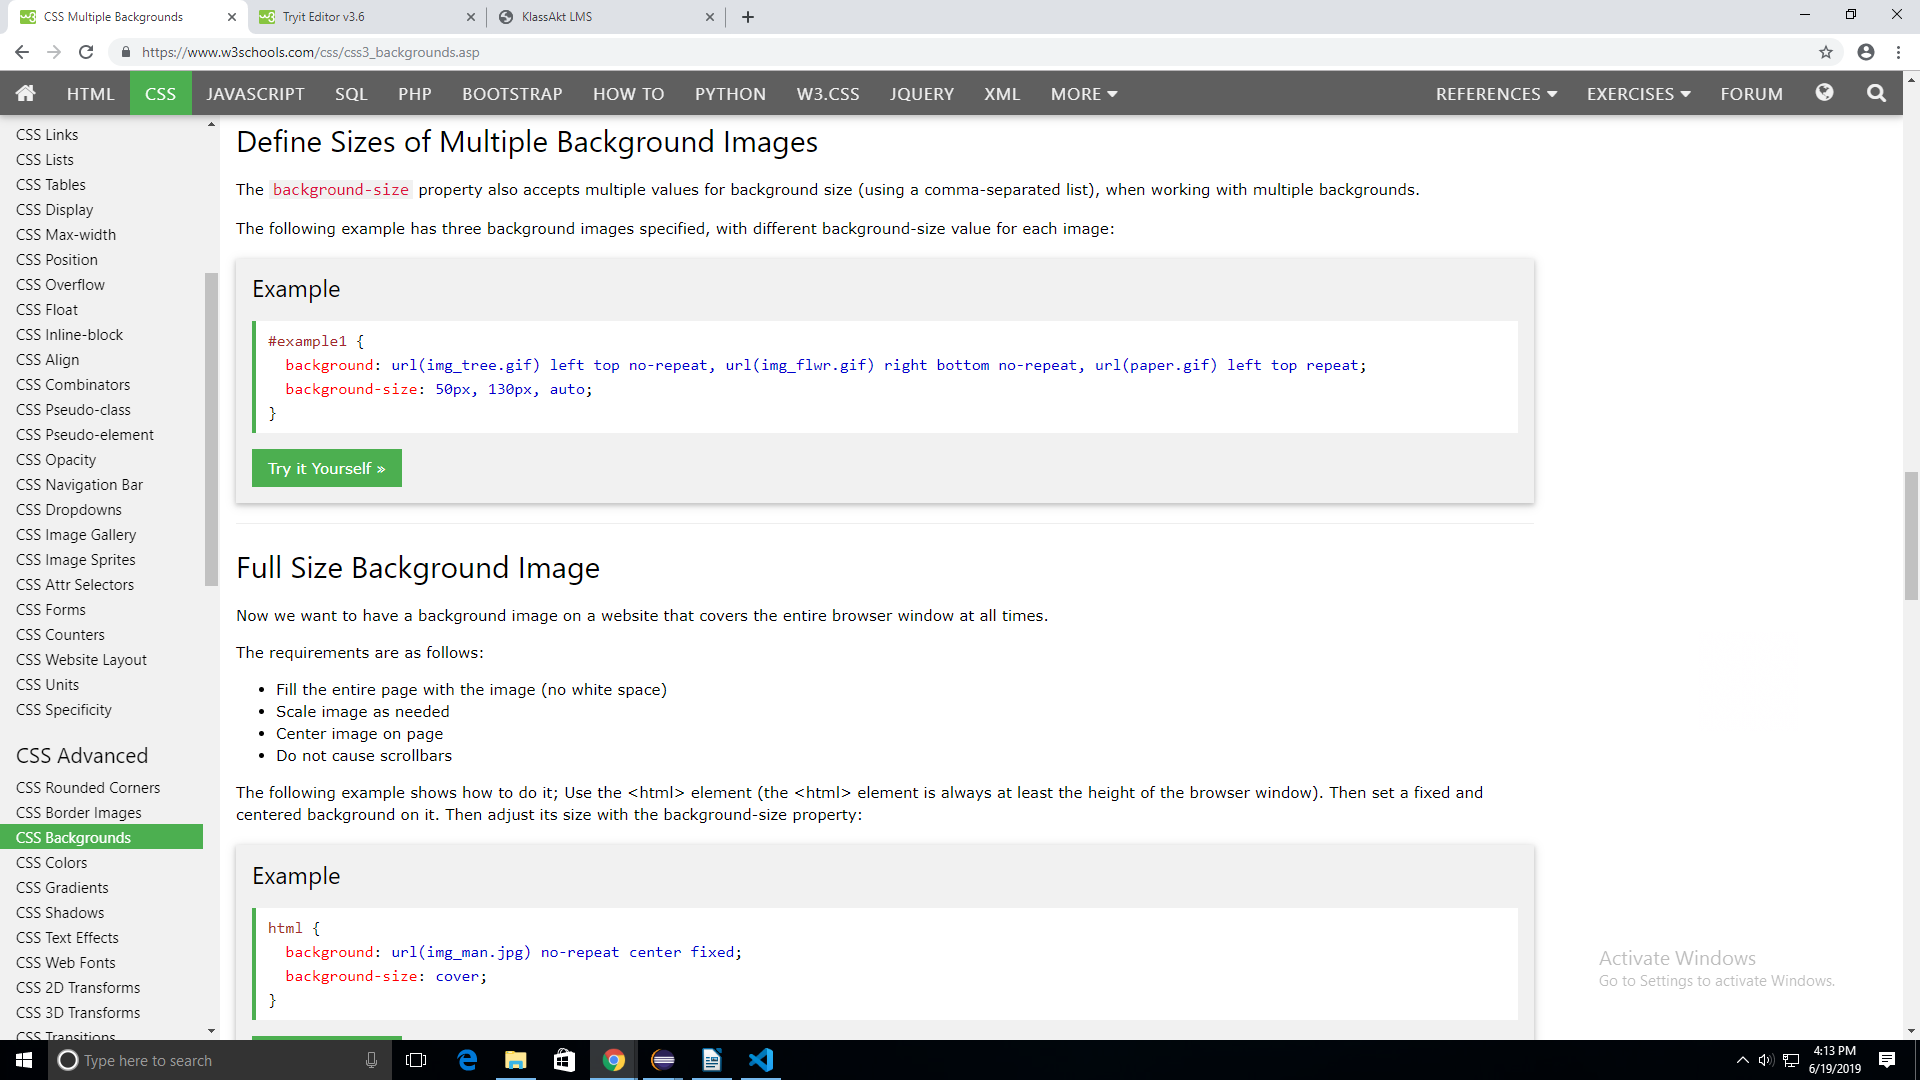 CSS Multiple Backgrounds
Tryit Editor v3.6
KlassAkt LMS
https://www.w3schools.com/css/css3_backgrounds.asp
HTML CSS JAVASCRIPT SQL PHP BOOTSTRAP HOW TO PYTHON W3.CSS JQUERY XML MORE REFERENCES EXERCISES FORUM
CSS Links
CSS Lists
CSS Tables
CSS Display
CSS Max-width
CSS Position
CSS Overflow
CSS Float
CSS Inline-block
CSS Align
CSS Combinators
CSS Pseudo-class
CSS Pseudo-element
CSS Opacity
CSS Navigation Bar
CSS Dropdowns
CSS Image Gallery
CSS Image Sprites
CSS Attr Selectors
CSS Forms
CSS Counters
CSS Website Layout
CSS Units
CSS Specificity
CSS Advanced
CSS Rounded Corners
CSS Border Images
CSS Backgrounds
CSS Colors
CSS Gradients
CSS Shadows
CSS Text Effects
CSS Web Fonts
CSS 2D Transforms
CSS 3D Transforms
CSS Transitions
Define Sizes of Multiple Background Images
The background-size property also accepts multiple values for background size (using a comma-separated list), when working with multiple backgrounds.
The following example has three background images specified, with different background-size value for each image:
Example
#example1 {
  background: url(img_tree.gif) left top no-repeat, url(img_flwr.gif) right bottom no-repeat, url(paper.gif) left top repeat;
  background-size: 50px, 130px, auto;
}
Try it Yourself »
Full Size Background Image
Now we want to have a background image on a website that covers the entire browser window at all times.
The requirements are as follows:
• Fill the entire page with the image (no white space)
• Scale image as needed
• Center image on page
• Do not cause scrollbars
The following example shows how to do it; Use the <html> element (the <html> element is always at least the height of the browser window). Then set a fixed and
centered background on it. Then adjust its size with the background-size property:
Example
html {
  background: url(img_man.jpg) no-repeat center fixed;
  background-size: cover;
}
Activate Windows
Go to Settings to activate Windows.
Type here to search
4:13 PM
6/19/2019